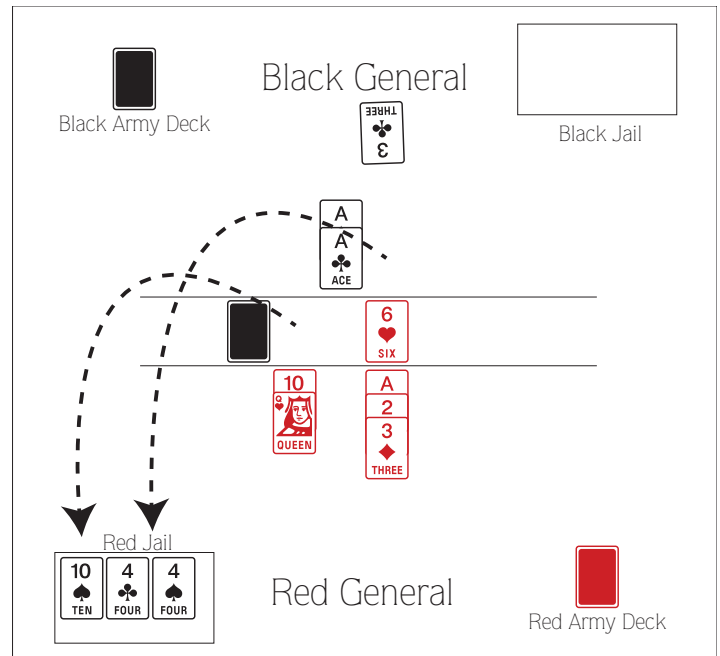 Black General
Black Army Deck
Black Jail
THREE
3
A
A
ACE
6
SIX
10
Q
QUEEN
A
2
3
THREE
Red Jail
10
TEN
4
FOUR
4
FOUR
Red General
Red Army Deck